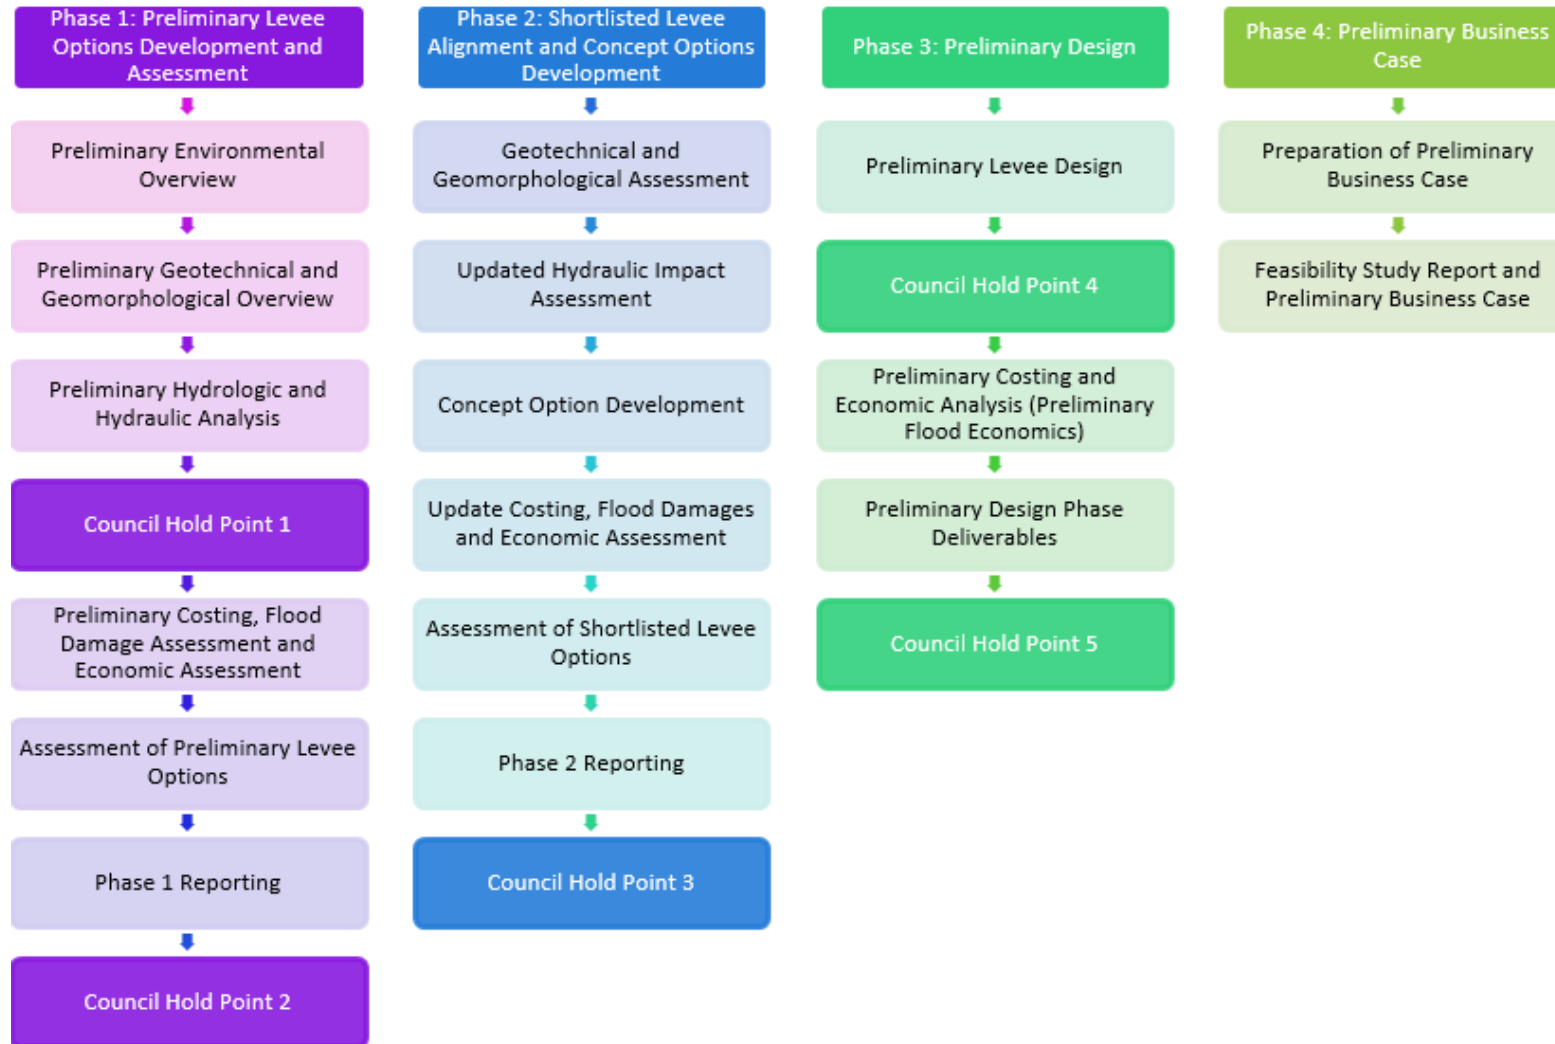 Phase 1: Preliminary Levee
Options Development and
Assessment
Preliminary Environmental
Overview
Preliminary Geotechnical and
Geomorphological Overview
Preliminary Hydrologic and
Hydraulic Analysis
Council Hold Point 1
Preliminary Costing, Flood
Damage Assessment and
Economic Assessment
Assessment of Preliminary Levee
Options
Phase 1 Reporting
Council Hold Point 2
Phase 2: Shortlisted Levee
Alignment and Concept Options
Development
Geotechnical and
Geomorphological Assessment
Updated Hydraulic Impact
Assessment
Concept Option Development
Update Costing, Flood Damages
and Economic Assessment
Assessment of Shortlisted Levee
Options
Phase 2 Reporting
Council Hold Point 3
Phase 3: Preliminary Design
Preliminary Levee Design
Council Hold Point 4
Preliminary Costing and
Economic Analysis (Preliminary
Flood Economics)
Preliminary Design Phase
Deliverables
Council Hold Point 5
Phase 4: Preliminary Business
Case
Preparation of Preliminary
Business Case
Feasibility Study Report and
Preliminary Business Case